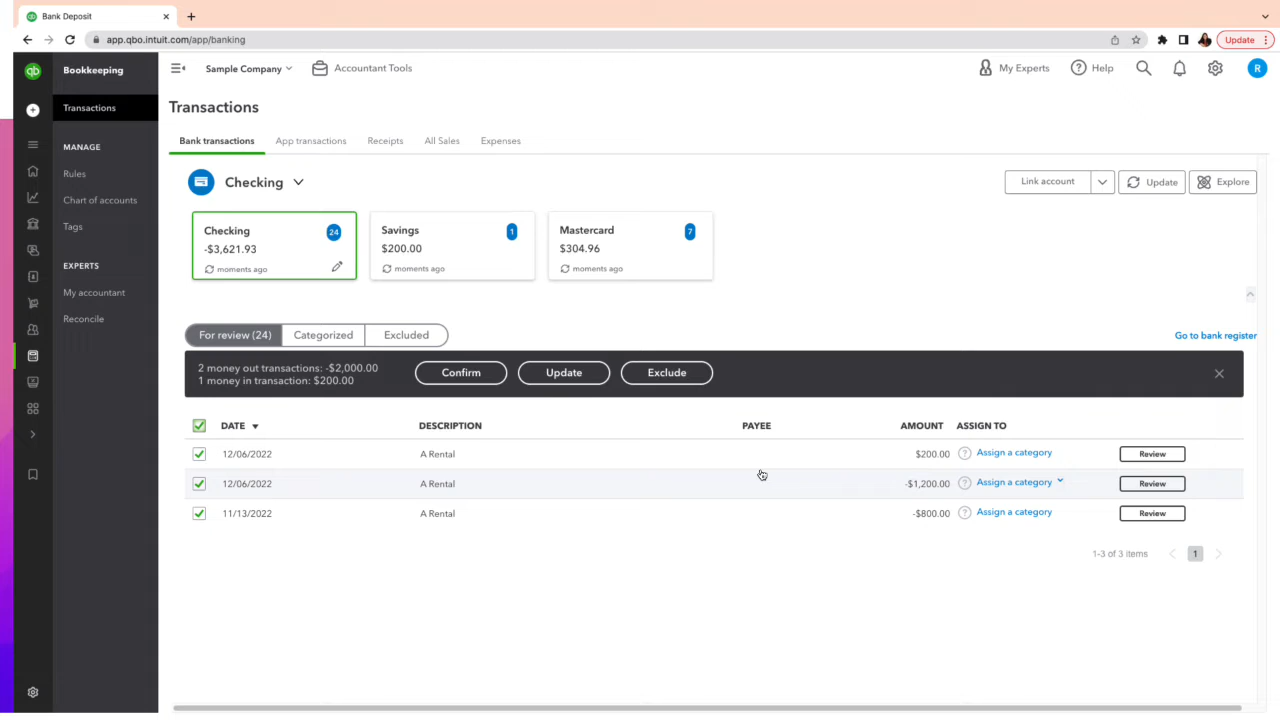 Bank Deposit
app.qbo.intuit.com/app/banking
Update
qb
Bookkeeping
Sample Company
Accountant Tools
My Experts
Help
R
Transactions
MANAGE
Rules
Chart of accounts
Tags
EXPERTS
My accountant
Reconcile
Transactions
Bank transactions
App transactions
Receipts
All Sales
Expenses
Checking
Link account
Update
Explore
Checking 24
-$3,621.93
moments ago
Savings 1
$200.00
moments ago
Mastercard 7
$304.96
moments ago
For review (24)
Categorized
Excluded
Go to bank register
2 money out transactions: -$2,000.00
1 money in transaction: $200.00
Confirm
Update
Exclude
DATE DESCRIPTION PAYEE AMOUNT ASSIGN TO
12/06/2022 A Rental $200.00 ? Assign a category Review
12/06/2022 A Rental -$1,200.00 ? Assign a category Review
11/13/2022 A Rental -$800.00 ? Assign a category Review
1-3 of 3 items < 1 >